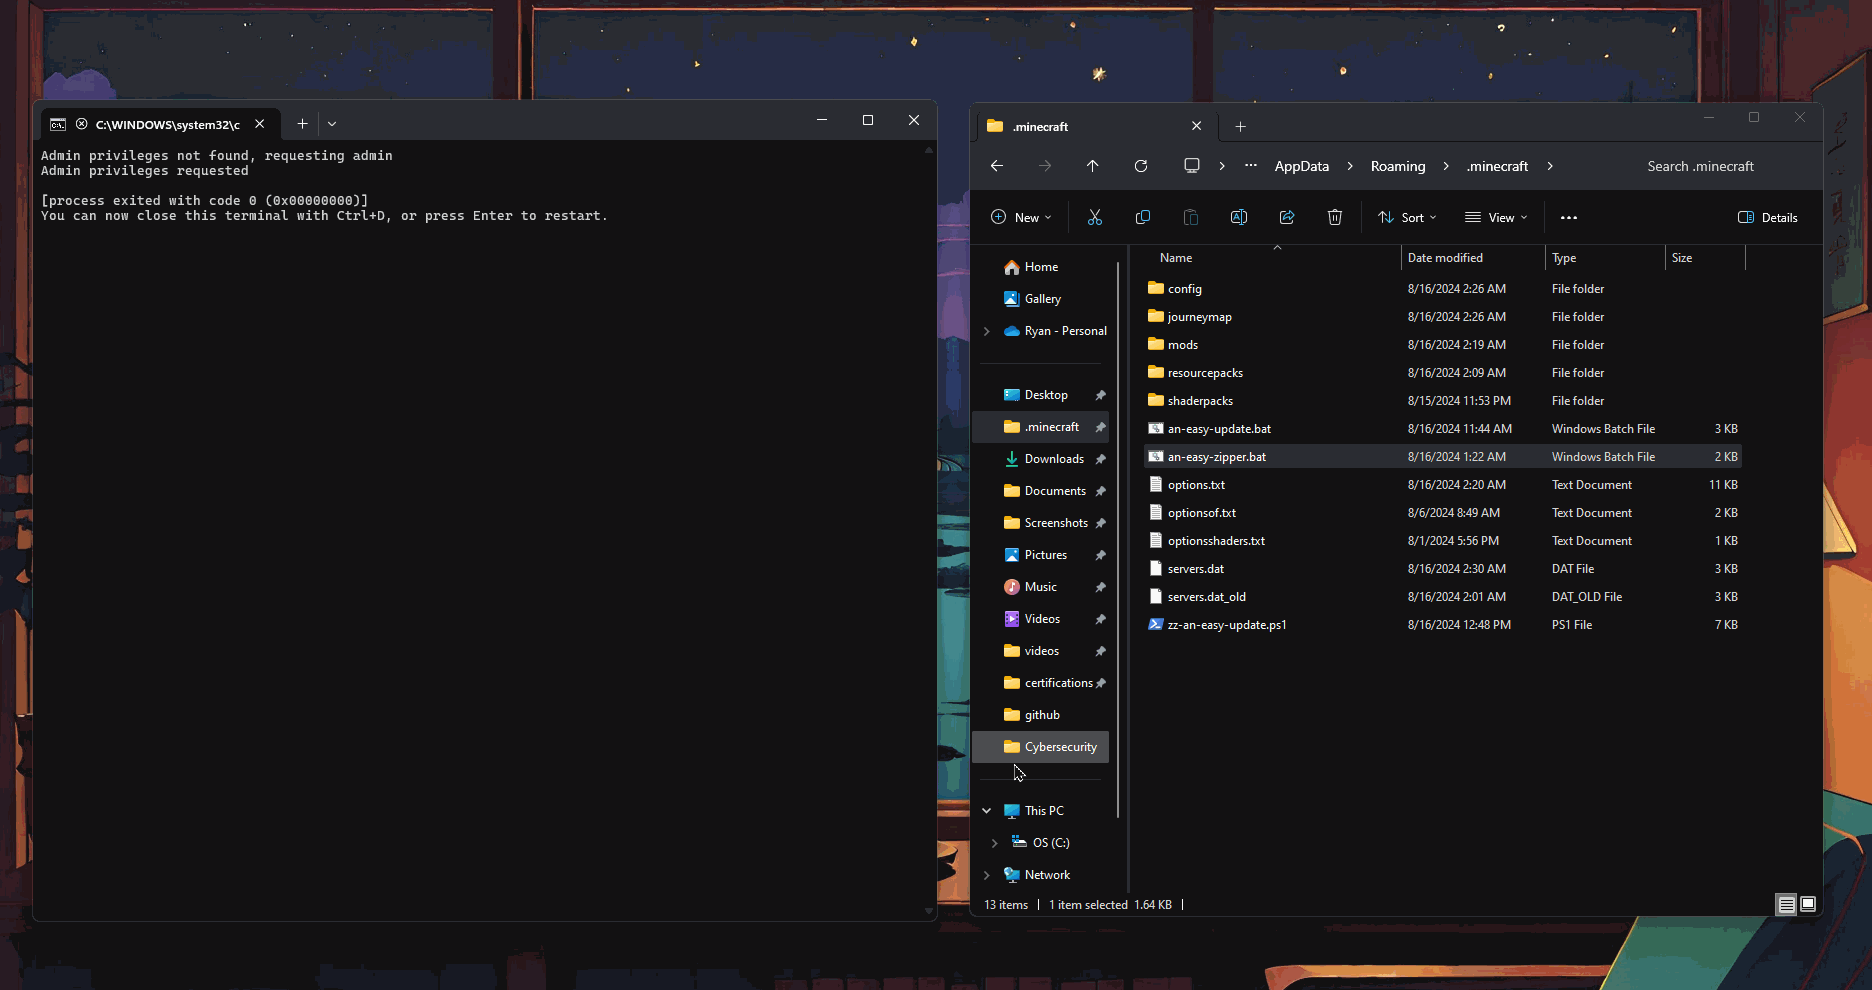 C:\WINDOWS\system32\c
Admin privileges not found, requesting admin
Admin privileges requested
[process exited with code 0 (0x00000000)]
You can now close this terminal with Ctrl+D, or press Enter to restart.
.minecraft
AppData
Roaming
.minecraft
Search .minecraft
New
Sort
View
Details
Home
Gallery
Ryan - Personal
Desktop
.minecraft
Downloads
Documents
Screenshots
Pictures
Music
Videos
videos
certifications
github
Cybersecurity
This PC
OS (C:)
Network
Name Date modified Type Size
config 8/16/2024 2:26 AM File folder
journeymap 8/16/2024 2:26 AM File folder
mods 8/16/2024 2:19 AM File folder
resourcepacks 8/16/2024 2:09 AM File folder
shaderpacks 8/15/2024 11:53 PM File folder
an-easy-update.bat 8/16/2024 11:44 AM Windows Batch File 3 KB
an-easy-zipper.bat 8/16/2024 1:22 AM Windows Batch File 2 KB
options.txt 8/16/2024 2:20 AM Text Document 11 KB
optionsof.txt 8/6/2024 8:49 AM Text Document 2 KB
optionsshaders.txt 8/1/2024 5:56 PM Text Document 1 KB
servers.dat 8/16/2024 2:30 AM DAT File 3 KB
servers.dat_old 8/16/2024 2:01 AM DAT_OLD File 3 KB
zz-an-easy-update.ps1 8/16/2024 12:48 PM PS1 File 7 KB
13 items 1 item selected 1.64 KB